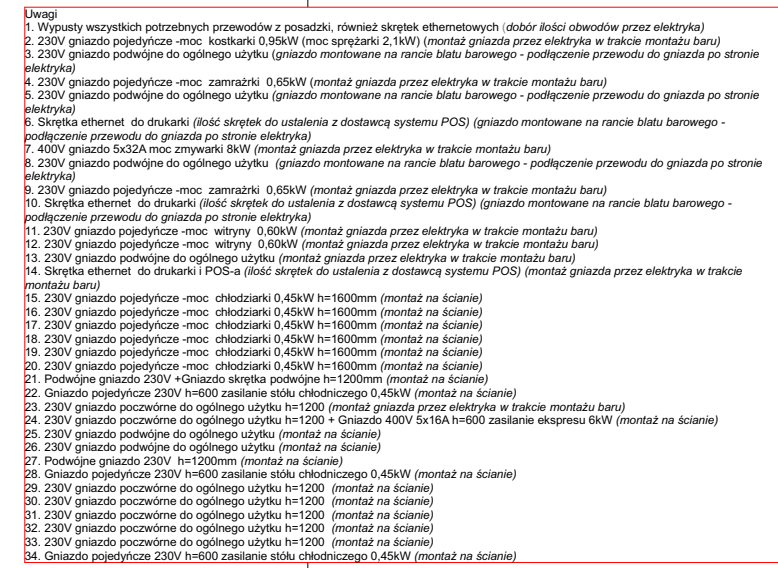 Uwagi
1. Wypusty wszystkich potrzebnych przewodów z posadzki, również skrętek ethernetowych (dobór ilości obwodów przez elektryka)
2. 230V gniazdo pojedyńcze -moc  kostkarki 0,95kW (moc sprężarki 2,1kW) (montaż gniazda przez elektryka w trakcie montażu baru)
3. 230V gniazdo podwójne do ogólnego użytku (gniazdo montowane na rancie blatu barowego - podłączenie przewodu do gniazda po stronie
elektryka)
4. 230V gniazdo pojedyńcze -moc  zamrażrki  0,65kW (montaż gniazda przez elektryka w trakcie montażu baru)
5. 230V gniazdo podwójne do ogólnego użytku (gniazdo montowane na rancie blatu barowego - podłączenie przewodu do gniazda po stronie
elektryka)
6. Skrętka ethernet  do drukarki (ilość skrętek do ustalenia z dostawcą systemu POS) (gniazdo montowane na rancie blatu barowego -
podłączenie przewodu do gniazda po stronie elektryka)
7. 400V gniazdo 5x32A moc zmywarki 8kW (montaż gniazda przez elektryka w trakcie montażu baru)
8. 230V gniazdo podwójne do ogólnego użytku  (gniazdo montowane na rancie blatu barowego - podłączenie przewodu do gniazda po stronie
elektryka)
9. 230V gniazdo pojedyńcze -moc  zamrażrki  0,65kW (montaż gniazda przez elektryka w trakcie montażu baru)
10. Skrętka ethernet  do drukarki (ilość skrętek do ustalenia z dostawcą systemu POS) (gniazdo montowane na rancie blatu barowego -
podłączenie przewodu do gniazda po stronie elektryka)
11. 230V gniazdo pojedyńcze -moc  witryny  0,60kW (montaż gniazda przez elektryka w trakcie montażu baru)
12. 230V gniazdo pojedyńcze -moc  witryny  0,60kW (montaż gniazda przez elektryka w trakcie montażu baru)
13. 230V gniazdo podwójne do ogólnego użytku (montaż gniazda przez elektryka w trakcie montażu baru)
14. Skrętka ethernet  do drukarki i POS-a (ilość skrętek do ustalenia z dostawcą systemu POS) (montaż gniazda przez elektryka w trakcie
montażu baru)
15. 230V gniazdo pojedyńcze -moc  chłodziarki 0,45kW h=1600mm (montaż na ścianie)
16. 230V gniazdo pojedyńcze -moc  chłodziarki 0,45kW h=1600mm (montaż na ścianie)
17. 230V gniazdo pojedyńcze -moc  chłodziarki 0,45kW h=1600mm (montaż na ścianie)
18. 230V gniazdo pojedyńcze -moc  chłodziarki 0,45kW h=1600mm (montaż na ścianie)
19. 230V gniazdo pojedyńcze -moc  chłodziarki 0,45kW h=1600mm (montaż na ścianie)
20. 230V gniazdo pojedyńcze -moc  chłodziarki 0,45kW h=1600mm (montaż na ścianie)
21. Podwójne gniazdo 230V +Gniazdo skrętka podwójne h=1200mm (montaż na ścianie)
22. Gniazdo pojedyńcze 230V h=600 zasilanie stółu chłodniczego 0,45kW (montaż na ścianie)
23. 230V gniazdo poczwórne do ogólnego użytku h=1200 (montaż gniazda przez elektryka w trakcie montażu baru)
24. 230V gniazdo poczwórne do ogólnego użytku h=1200 + Gniazdo 400V 5x16A h=600 zasilanie ekspresu 6kW (montaż na ścianie)
25. 230V gniazdo podwójne do ogólnego użytku (montaż na ścianie)
26. 230V gniazdo podwójne do ogólnego użytku (montaż na ścianie)
27. Podwójne gniazdo 230V  h=1200mm (montaż na ścianie)
28. Gniazdo pojedyńcze 230V h=600 zasilanie stółu chłodniczego 0,45kW (montaż na ścianie)
29. 230V gniazdo poczwórne do ogólnego użytku h=1200  (montaż na ścianie)
30. 230V gniazdo poczwórne do ogólnego użytku h=1200  (montaż na ścianie)
31. 230V gniazdo poczwórne do ogólnego użytku h=1200  (montaż na ścianie)
32. 230V gniazdo poczwórne do ogólnego użytku h=1200  (montaż na ścianie)
33. 230V gniazdo poczwórne do ogólnego użytku h=1200  (montaż na ścianie)
34. Gniazdo pojedyńcze 230V h=600 zasilanie stółu chłodniczego 0,45kW (montaż na ścianie)